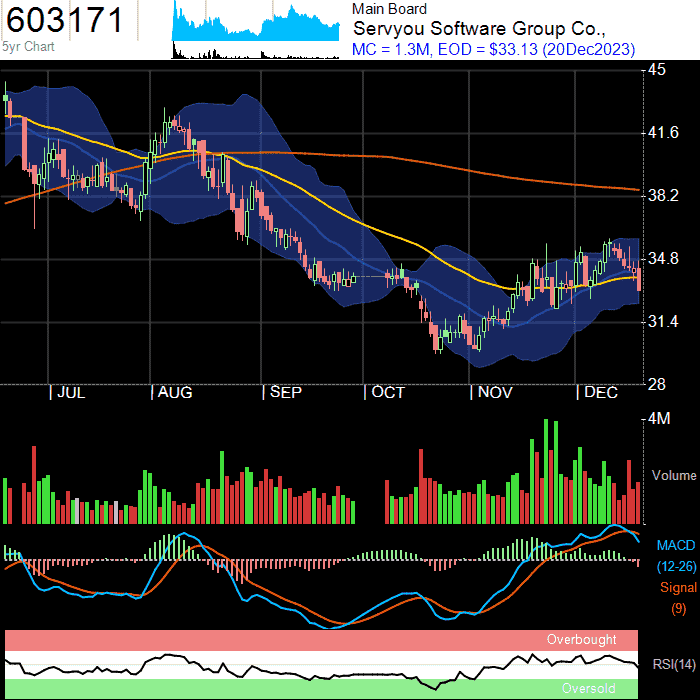 603171
5yr Chart
Main Board
Servyou Software Group Co.,
MC = 1.3M, EOD = $33.13 (20Dec2023)
45
41.6
38.2
34.8
31.4
28
JUL AUG SEP OCT NOV DEC
4M
Volume
MACD
(12-26)
Signal
(9)
Overbought
RSI(14)
Oversold